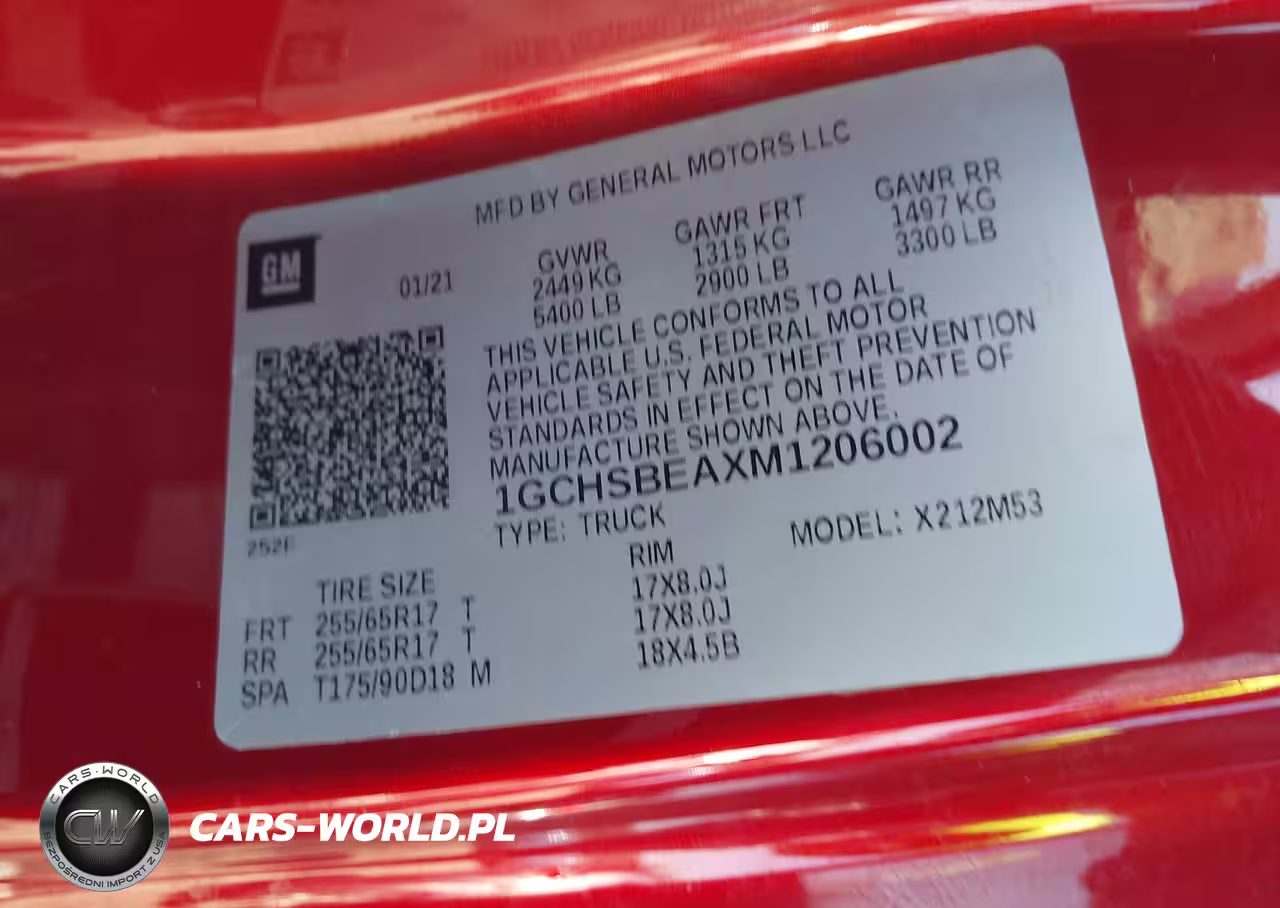 MFD BY GENERAL MOTORS LLC
GM
01/21
GVWR
2449 KG
5400 LB
GAWR FRT
1315 KG
2900 LB
GAWR RR
1497 KG
3300 LB
THIS VEHICLE CONFORMS TO ALL
APPLICABLE U.S. FEDERAL MOTOR
VEHICLE SAFETY AND THEFT PREVENTION
STANDARDS IN EFFECT ON THE DATE OF
MANUFACTURE SHOWN ABOVE.
1GCHSBEAXM1206002
252F
TYPE: TRUCK
MODEL: X212M53
TIRE SIZE
RIM
FRT 255/65R17 T 17X8.0J
RR 255/65R17 T 17X8.0J
SPA T175/90D18 M 18X4.5B
CARS-WORLD
CW
BEZPOŚREDNI IMPORT Z USA
CARS-WORLD.PL